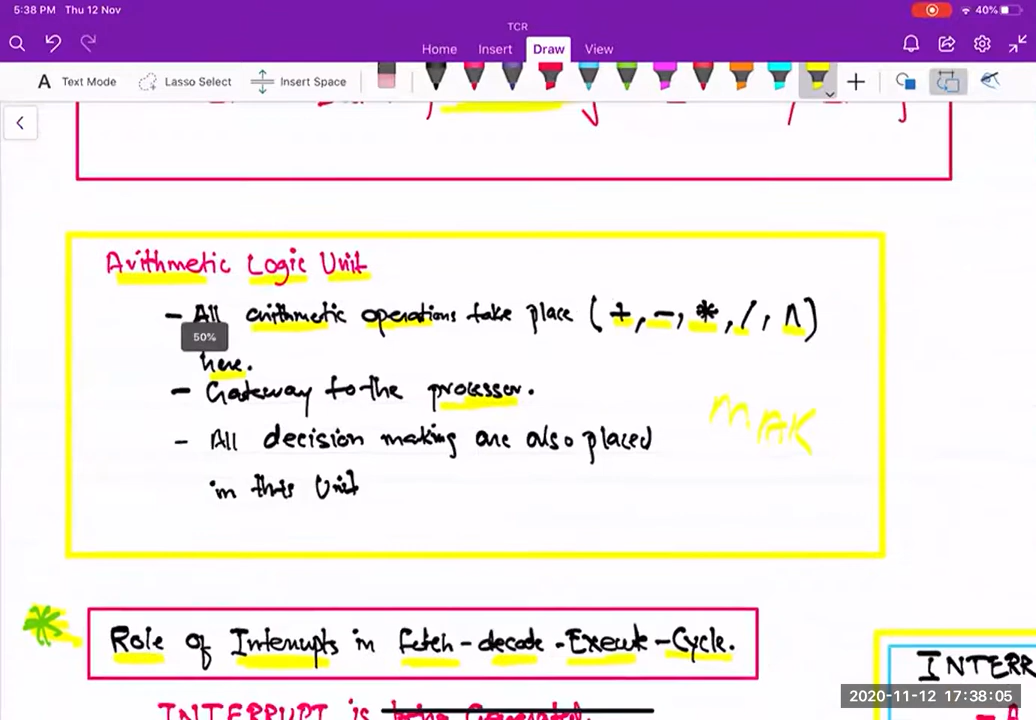 5:38 PM Thu 12 Nov
40%
TCR
Home Insert Draw View
A Text Mode Lasso Select Insert Space
Arithmetic Logic Unit
- All arithmetic operations take place ( +, -, *, /, ^ )
50%
here.
- Gateway to the processer.
- All decision making are also placed
in this Unit
MAK
Role of Interrupts in fetch-decode-Execute-Cycle.
INTERR
INTERRUPT is being Generated.
- A
2020-11-12 17:38:05